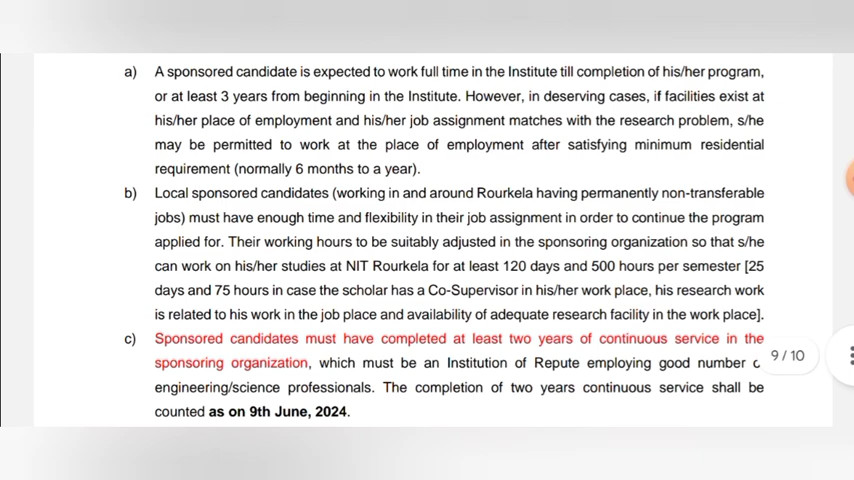 a) A sponsored candidate is expected to work full time in the Institute till completion of his/her program,
or at least 3 years from beginning in the Institute. However, in deserving cases, if facilities exist at
his/her place of employment and his/her job assignment matches with the research problem, s/he
may be permitted to work at the place of employment after satisfying minimum residential
requirement (normally 6 months to a year).
b) Local sponsored candidates (working in and around Rourkela having permanently non-transferable
jobs) must have enough time and flexibility in their job assignment in order to continue the program
applied for. Their working hours to be suitably adjusted in the sponsoring organization so that s/he
can work on his/her studies at NIT Rourkela for at least 120 days and 500 hours per semester [25
days and 75 hours in case the scholar has a Co-Supervisor in his/her work place, his research work
is related to his work in the job place and availability of adequate research facility in the work place].
c) Sponsored candidates must have completed at least two years of continuous service in the
sponsoring organization, which must be an Institution of Repute employing good number
engineering/science professionals. The completion of two years continuous service shall be
counted as on 9th June, 2024.
9 / 10